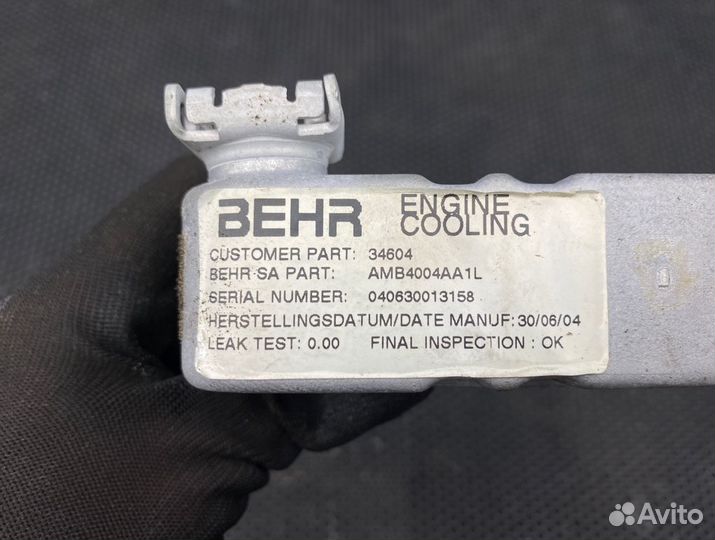 BEHR ENGINE COOLING
CUSTOMER PART: 34604
BEHR SA PART: AMB4004AA1L
SERIAL NUMBER: 040630013158
HERSTELLINGSDATUM/DATE MANUF: 30/06/04
LEAK TEST: 0.00 FINAL INSPECTION : OK
Avito